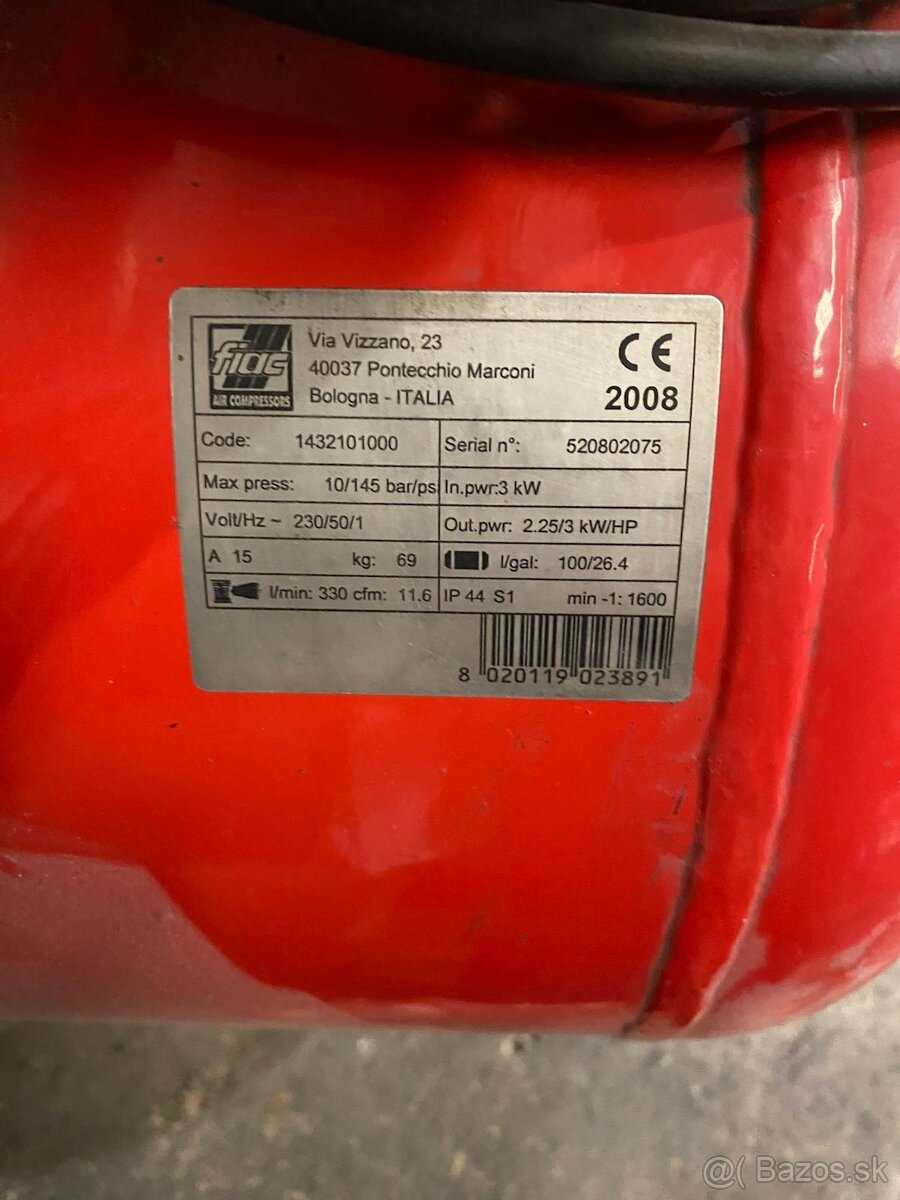 fiac
AIR COMPRESSORS
Via Vizzano, 23
40037 Pontecchio Marconi
Bologna - ITALIA
CE
2008
Code: 1432101000
Serial n°: 520802075
Max press: 10/145 bar/psi
In.pwr:3 kW
Volt/Hz ~ 230/50/1
Out.pwr: 2.25/3 kW/HP
A 15 kg: 69
l/gal: 100/26.4
l/min: 330 cfm: 11.6
IP 44 S1 min -1: 1600
8 020119 023891
@( Bazos.sk